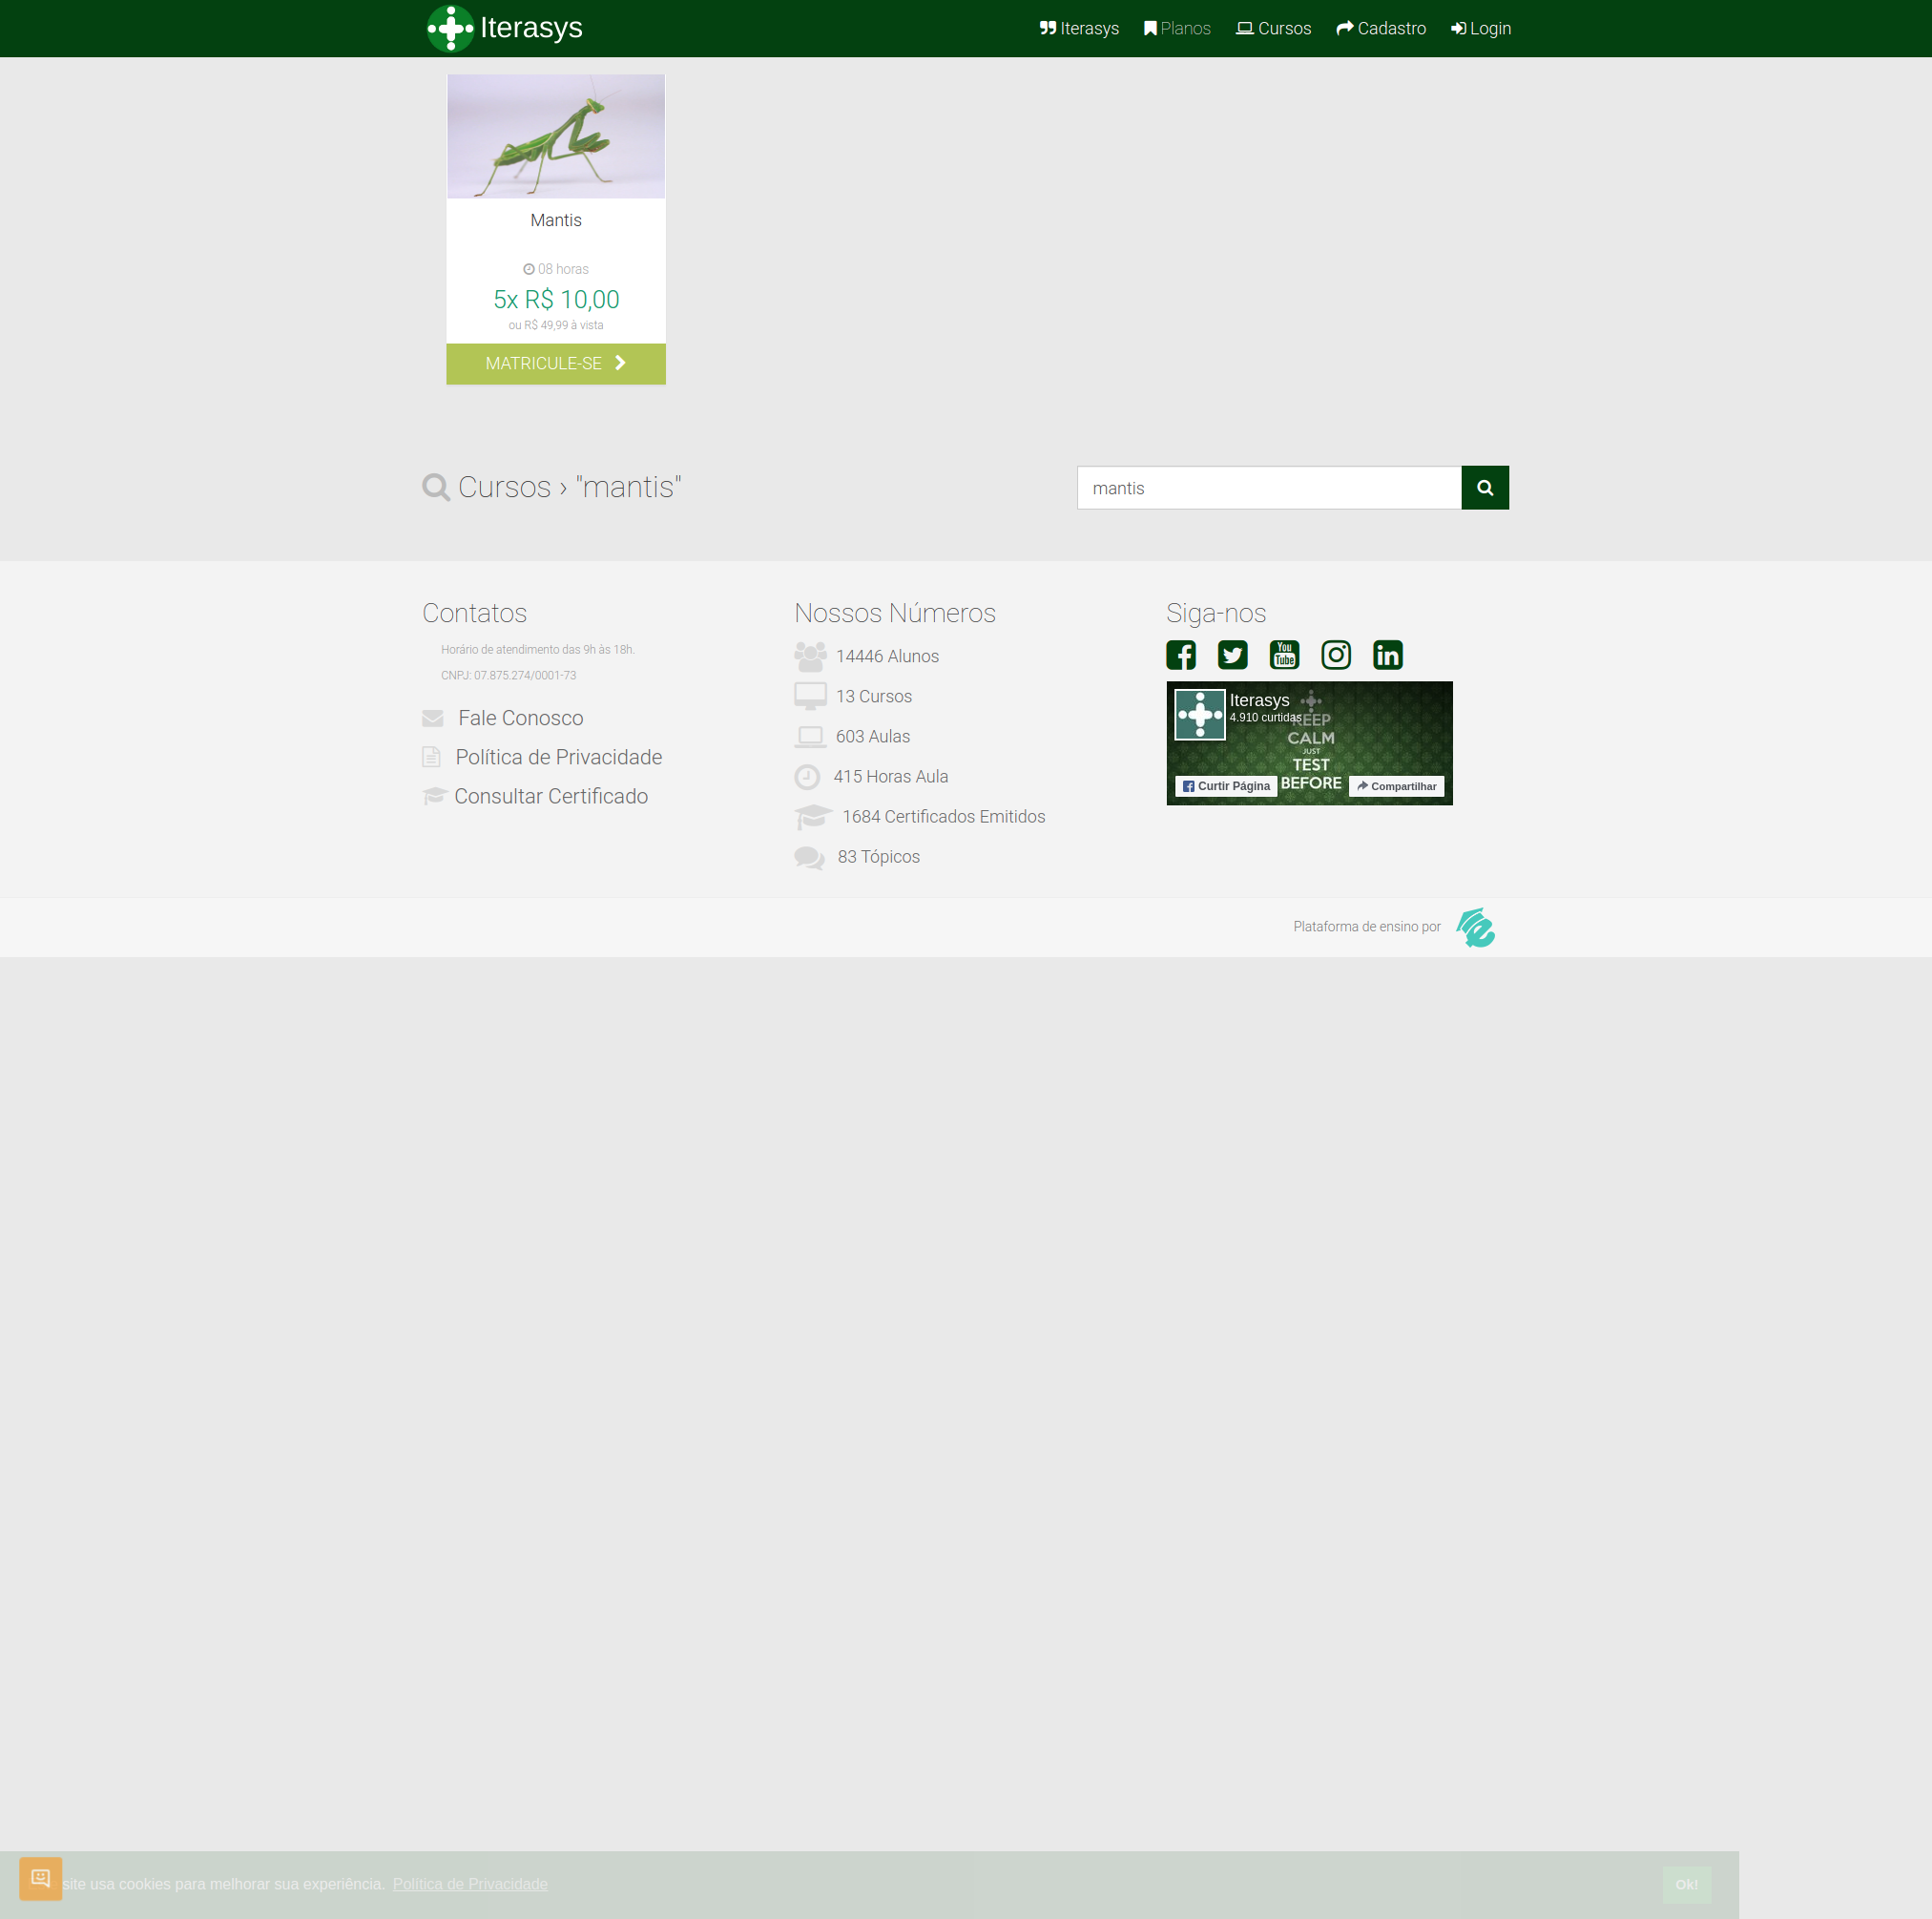 Iterasys
Iterasys Planos Cursos Cadastro Login
Mantis
08 horas
5x R$ 10,00
ou R$ 49,99 à vista
MATRICULE-SE
Cursos › "mantis"
mantis
Contatos
Horário de atendimento das 9h às 18h.
CNPJ: 07.875.274/0001-73
Fale Conosco
Política de Privacidade
Consultar Certificado
Nossos Números
14446 Alunos
13 Cursos
603 Aulas
415 Horas Aula
1684 Certificados Emitidos
83 Tópicos
Siga-nos
You
Tube
in
Iterasys
4.910 curtidas
KEEP
CALM
JUST
TEST
BEFORE
Curtir Página
Compartilhar
Plataforma de ensino por
site usa cookies para melhorar sua experiência. Política de Privacidade
Ok!